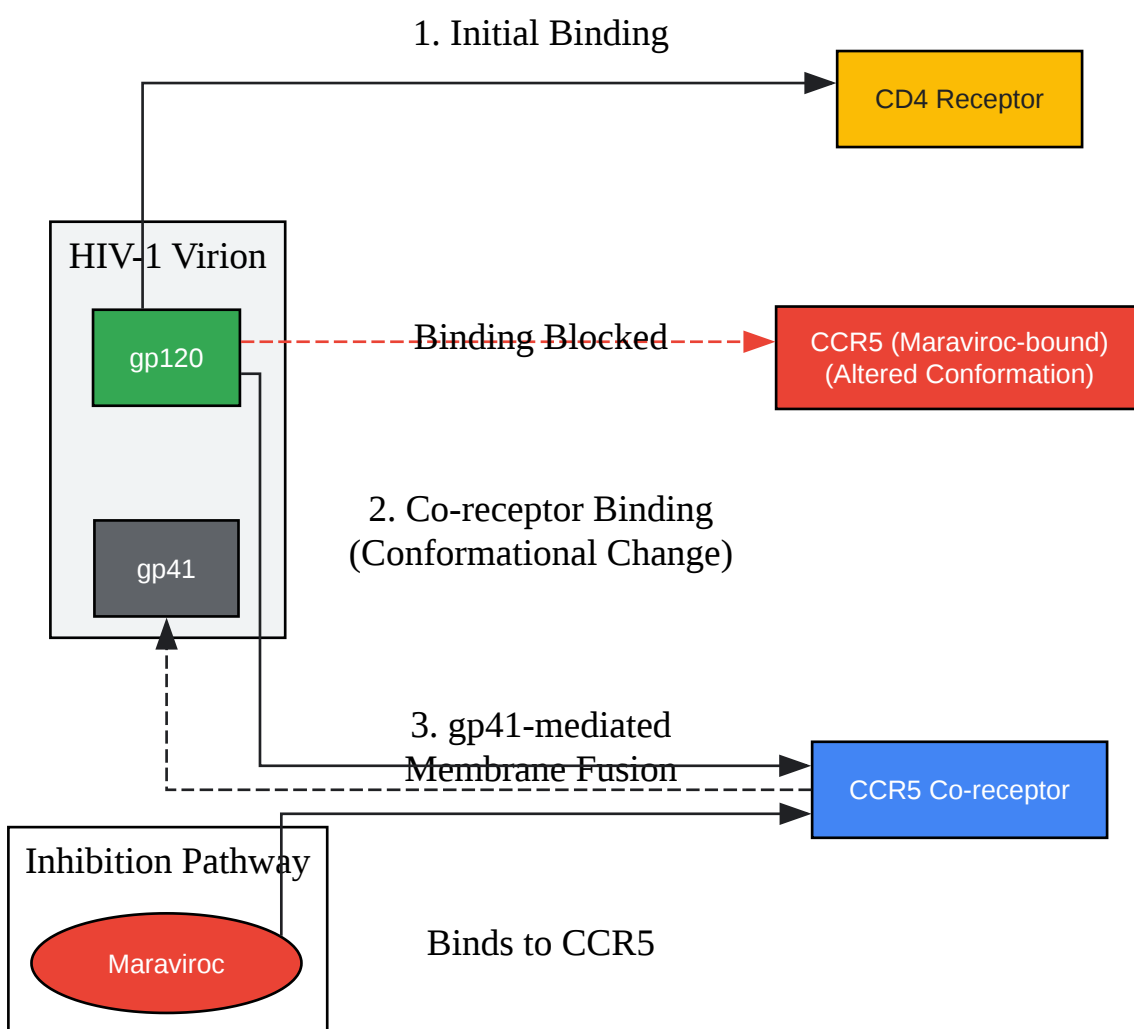 1. Initial Binding
CD4 Receptor
HIV-1 Virion
gp120
Binding Blocked
CCR5 (Maraviroc-bound)
(Altered Conformation)
2. Co-receptor Binding
(Conformational Change)
gp41
3. gp41-mediated
Membrane Fusion
CCR5 Co-receptor
Inhibition Pathway
Maraviroc
Binds to CCR5